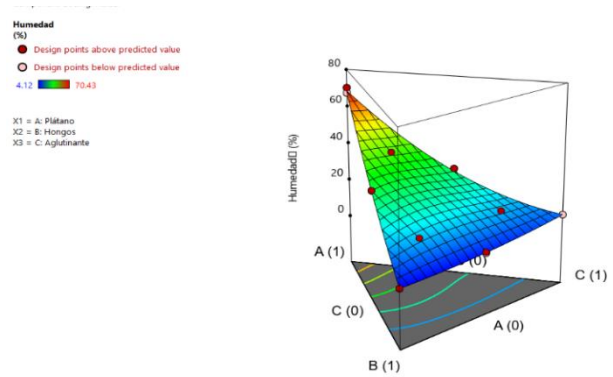 Humedad
(%)
Design points above predicted value
Design points below predicted value
4.12 70.43
X1 = A: Plátano
X2 = B: Hongos
X3 = C: Aglutinante
Humedad (%)
80
60
40
20
0
A (1)
(0)
C (1)
C (0)
A (0)
B (1)